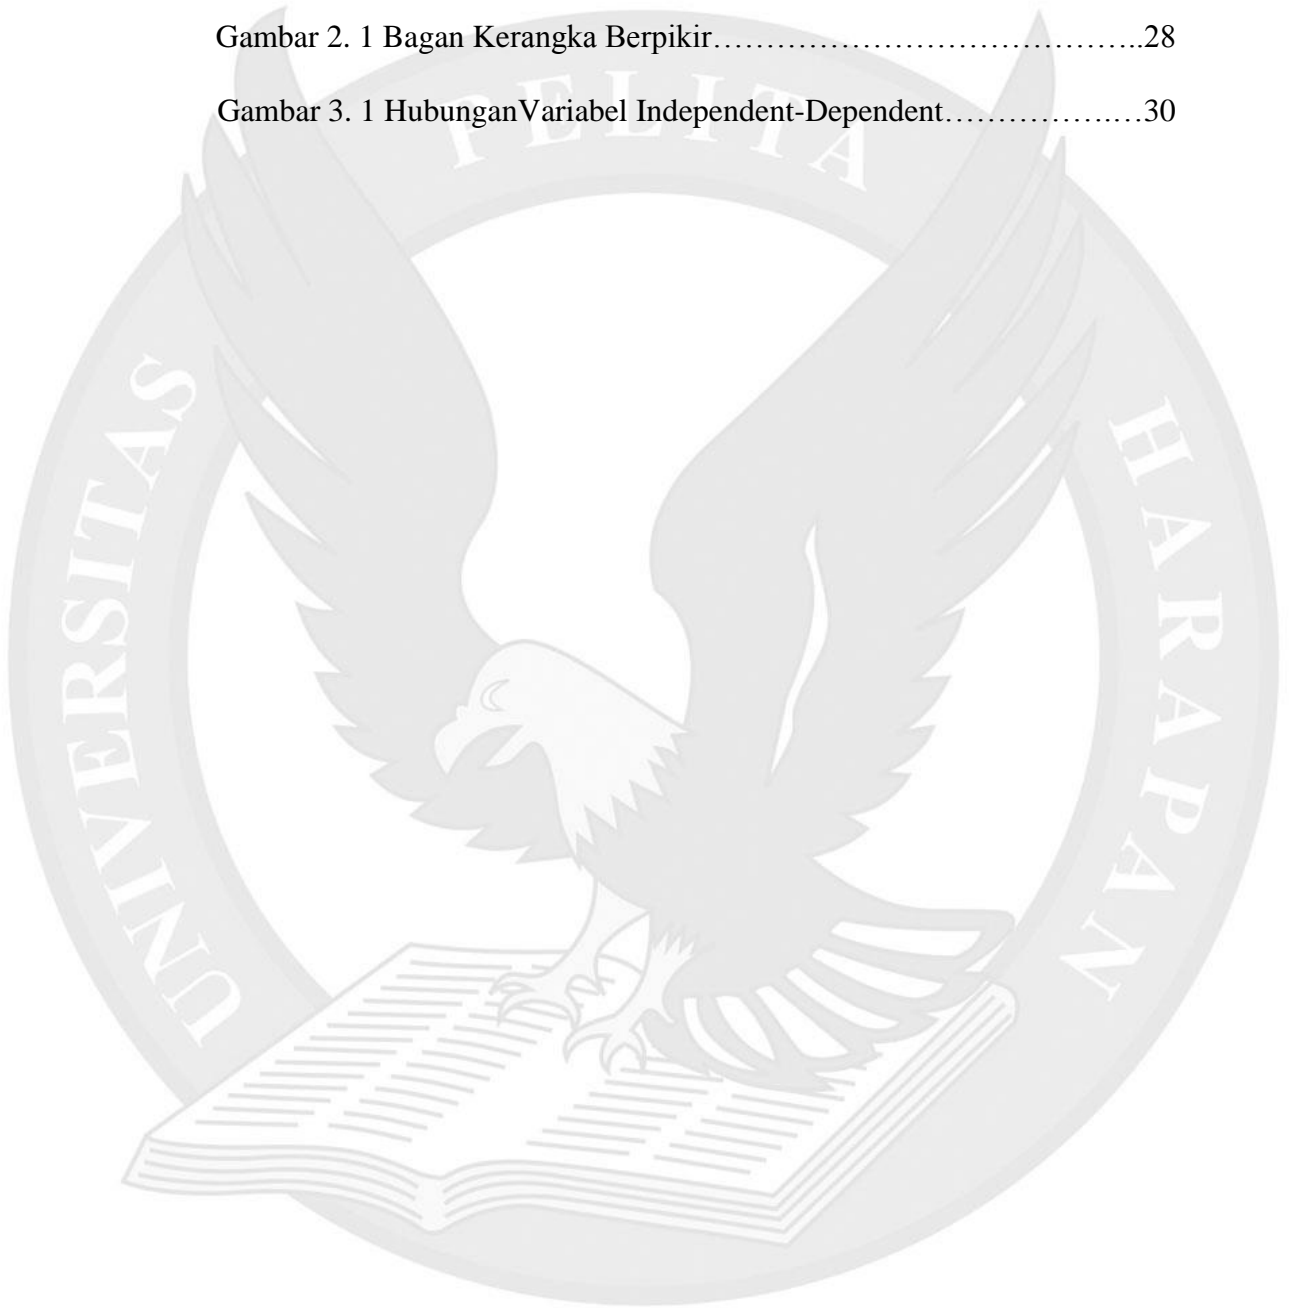 Gambar 2. 1 Bagan Kerangka Berpikir……………………………………..28
Gambar 3. 1 HubunganVariabel Independent-Dependent……………….…30
UNIVERSITAS PELITA HARAPAN